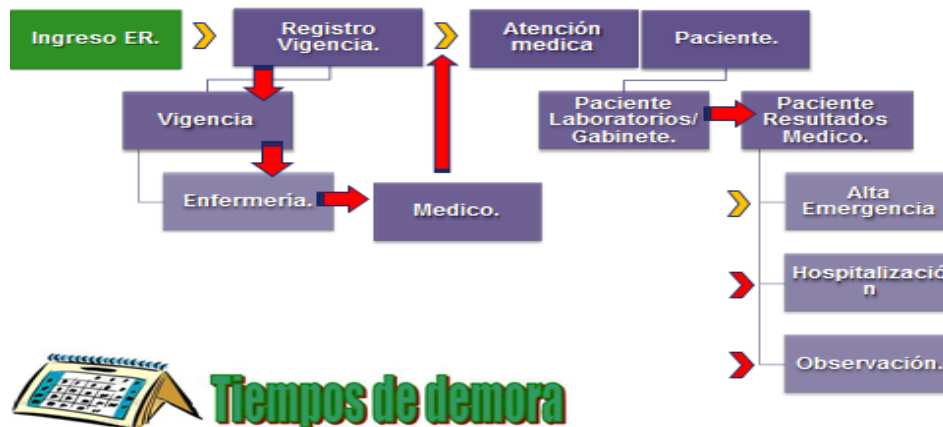 Ingreso ER.
Registro
Vigencia.
Atención
medica
Paciente.
Vigencia
Paciente
Laboratorios/
Gabinete.
Paciente
Resultados
Medico.
Enfermería.
Medico.
Alta
Emergencia
Hospitalizació
n
Observación.
Tiempos de demora